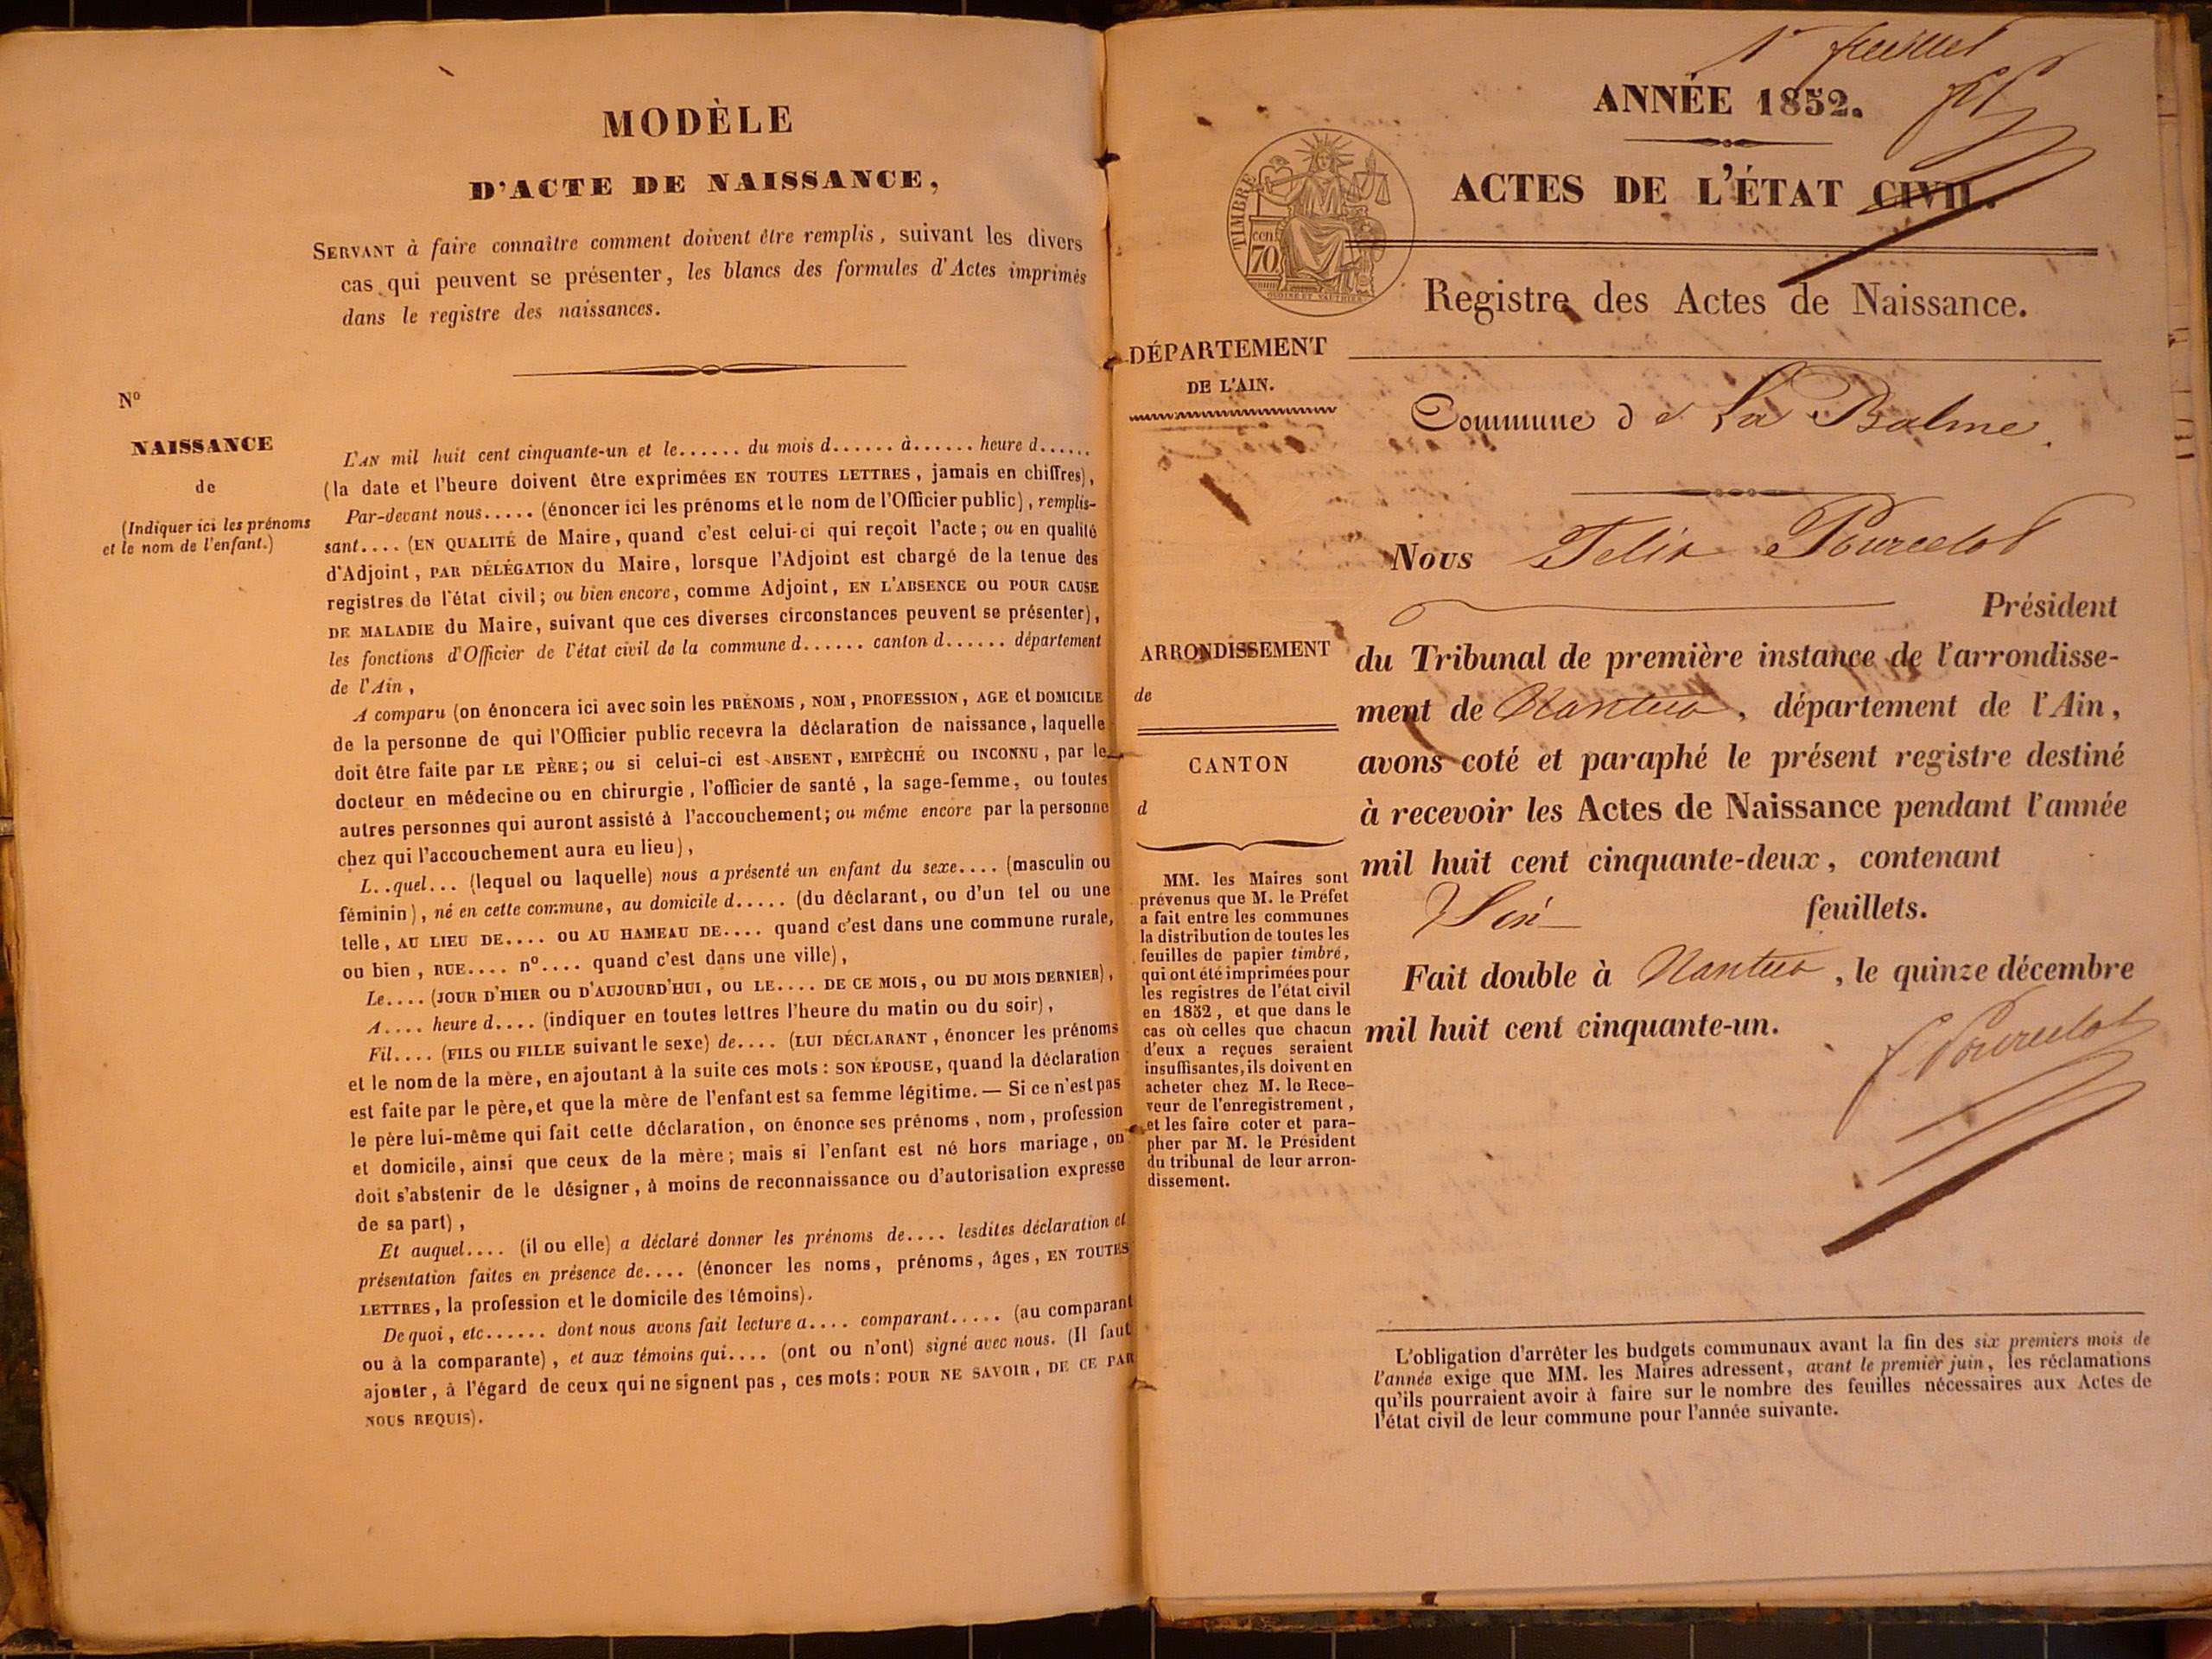 MODÈLE
D'ACTE DE NAISSANCE,
SERVANT à faire connaître comment doivent être remplis, suivant les divers
cas qui peuvent se présenter, les blancs des formules d'Actes imprimés
dans le registre des naissances.
Nº
NAISSANCE
de
(Indiquer ici les prénoms
et le nom de l'enfant.)
L'AN mil huit cent cinquante-un et le...... du mois d...... à...... heure d......
(la date et l'heure doivent être exprimées EN TOUTES LETTRES, jamais en chiffres),
Par-devant nous..... (énoncer ici les prénoms et le nom de l'Officier public), remplis-
sant.... (EN QUALITÉ de Maire, quand c'est celui-ci qui reçoit l'acte; ou en qualité
d'Adjoint, PAR DÉLÉGATION du Maire, lorsque l'Adjoint est chargé de la tenue des
registres de l'état civil; ou bien encore, comme Adjoint, EN L'ABSENCE OU POUR CAUSE
DE MALADIE du Maire, suivant que ces diverses circonstances peuvent se présenter),
les fonctions d'Officier de l'état civil de la commune d...... canton d...... département
de l'Ain,
A comparu (on énoncera ici avec soin les PRÉNOMS, NOM, PROFESSION, AGE et DOMICILE
de la personne de qui l'Officier public recevra la déclaration de naissance, laquelle
doit être faite par LE PÈRE; ou si celui-ci est ABSENT, EMPÊCHÉ OU INCONNU, par le
docteur en médecine ou en chirurgie, l'officier de santé, la sage-femme, ou toutes
autres personnes qui auront assisté à l'accouchement; ou même encore par la personne
chez qui l'accouchement aura eu lieu),
L..quel... (lequel ou laquelle) nous a présenté un enfant du sexe.... (masculin ou
féminin), né en cette commune, au domicile d..... (du déclarant, ou d'un tel ou une
telle, AU LIEU DE.... OU AU HAMEAU DE.... quand c'est dans une commune rurale,
ou bien, RUE.... nº.... quand c'est dans une ville),
Le.... (JOUR D'HIER OU D'AUJOURD'HUI, OU LE.... DE CE MOIS, OU DU MOIS DERNIER),
A.... heure d.... (indiquer en toutes lettres l'heure du matin ou du soir),
Fil.... (FILS OU FILLE suivant le sexe) de.... (LUI DÉCLARANT, énoncer les prénoms
et le nom de la mère, en ajoutant à la suite ces mots: SON ÉPOUSE, quand la déclaration
est faite par le père, et que la mère de l'enfant est sa femme légitime. — Si ce n'est pas
le père lui-même qui fait cette déclaration, on énonce ses prénoms, nom, profession
et domicile, ainsi que ceux de la mère; mais si l'enfant est né hors mariage, on
doit s'abstenir de le désigner, à moins de reconnaissance ou d'autorisation expresse
de sa part),
Et auquel.... (il ou elle) a déclaré donner les prénoms de.... lesdites déclaration et
présentation faites en présence de.... (énoncer les noms, prénoms, âges, EN TOUTES
LETTRES, la profession et le domicile des témoins).
De quoi, etc...... dont nous avons fait lecture a.... comparant..... (au comparant
ou à la comparante), et aux témoins qui.... (ont ou n'ont) signé avec nous. (Il faut
ajouter, à l'égard de ceux qui ne signent pas, ces mots: POUR NE SAVOIR, DE CE PAR
NOUS REQUIS).
1r feuillet
ANNÉE 1852.
TIMBRE
cen.
70
OUDINE ET VAUTHIER
ACTES DE L'ÉTAT CIVIL.
Registre des Actes de Naissance.
DÉPARTEMENT
DE L'AIN.
Commune de La Balme
Nous Felix Pourcelot
Président
ARRONDISSEMENT
de
CANTON
d
du Tribunal de première instance de l'arrondisse-
ment de Nantua, département de l'Ain,
avons coté et paraphé le présent registre destiné
à recevoir les Actes de Naissance pendant l'année
mil huit cent cinquante-deux, contenant
feuillets.
Fait double à Nantua, le quinze décembre
mil huit cent cinquante-un.
f Pourcelot
MM. les Maires sont
prévenus que M. le Préfet
a fait entre les communes
la distribution de toutes les
feuilles de papier timbré,
qui ont été imprimées pour
les registres de l'état civil
en 1852, et que dans le
cas où celles que chacun
d'eux a reçues seraient
insuffisantes, ils doivent en
acheter chez M. le Rece-
veur de l'enregistrement,
et les faire coter et para-
pher par M. le Président
du tribunal de leur arron-
dissement.
L'obligation d'arrêter les budgets communaux avant la fin des six premiers mois de
l'année exige que MM. les Maires adressent, avant le premier juin, les réclamations
qu'ils pourraient avoir à faire sur le nombre des feuilles nécessaires aux Actes de
l'état civil de leur commune pour l'année suivante.